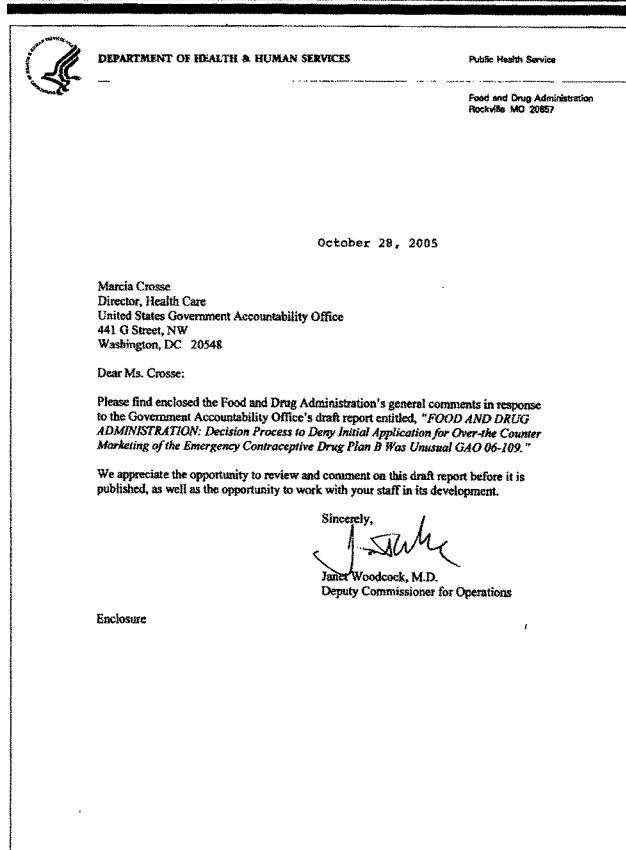 DEPARTMENT OF HEALTH & HUMAN SERVICES
Public Health Service
Food and Drug Administration
Rockville MD 20857
October 28, 2005
Marcia Crosse
Director, Health Care
United States Government Accountability Office
441 G Street, NW
Washington, DC 20548
Dear Ms. Crosse:
Please find enclosed the Food and Drug Administration's general comments in response
to the Government Accountability Office's draft report entitled, "FOOD AND DRUG
ADMINISTRATION: Decision Process to Deny Initial Application for Over-the Counter
Marketing of the Emergency Contraceptive Drug Plan B Was Unusual GAO 06-109."
We appreciate the opportunity to review and comment on this draft report before it is
published, as well as the opportunity to work with your staff in its development.
Sincerely,
Janet Woodcock, M.D.
Deputy Commissioner for Operations
Enclosure